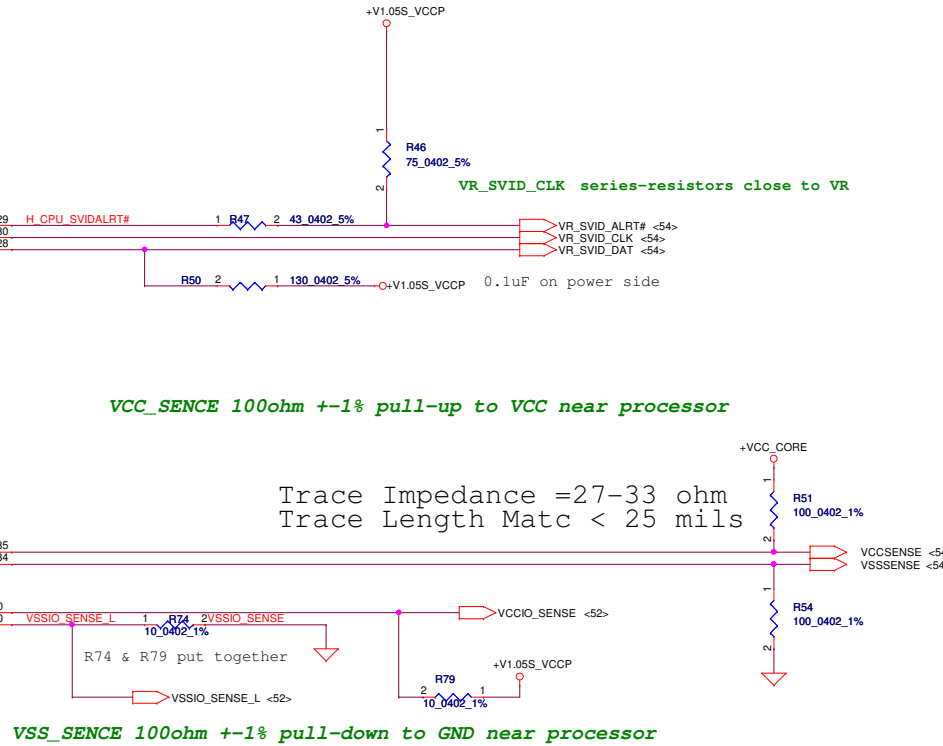 +V1.05S_VCCP
1
R46
75_0402_5%
2
VR_SVID_CLK series-resistors close to VR
29 H_CPU_SVIDALRT# 1 R47 2 43_0402_5% VR_SVID_ALRT# <54>
30 VR_SVID_CLK <54>
28 VR_SVID_DAT <54>
R50 2 1 130_0402_5% +V1.05S_VCCP 0.1uF on power side
VCC_SENCE 100ohm +-1% pull-up to VCC near processor
+VCC_CORE
Trace Impedance =27-33 ohm
Trace Length Matc < 25 mils
1
R51
100_0402_1%
2
35 VCCSENSE <54
34 VSSSENSE <54
1
R54
100_0402_1%
2
0 VCCIO_SENSE <52>
0 VSSIO_SENSE_L 1 R74 2 VSSIO_SENSE
10_0402_1%
R74 & R79 put together
+V1.05S_VCCP
R79
2 1
10_0402_1%
VSSIO_SENSE_L <52>
VSS_SENCE 100ohm +-1% pull-down to GND near processor